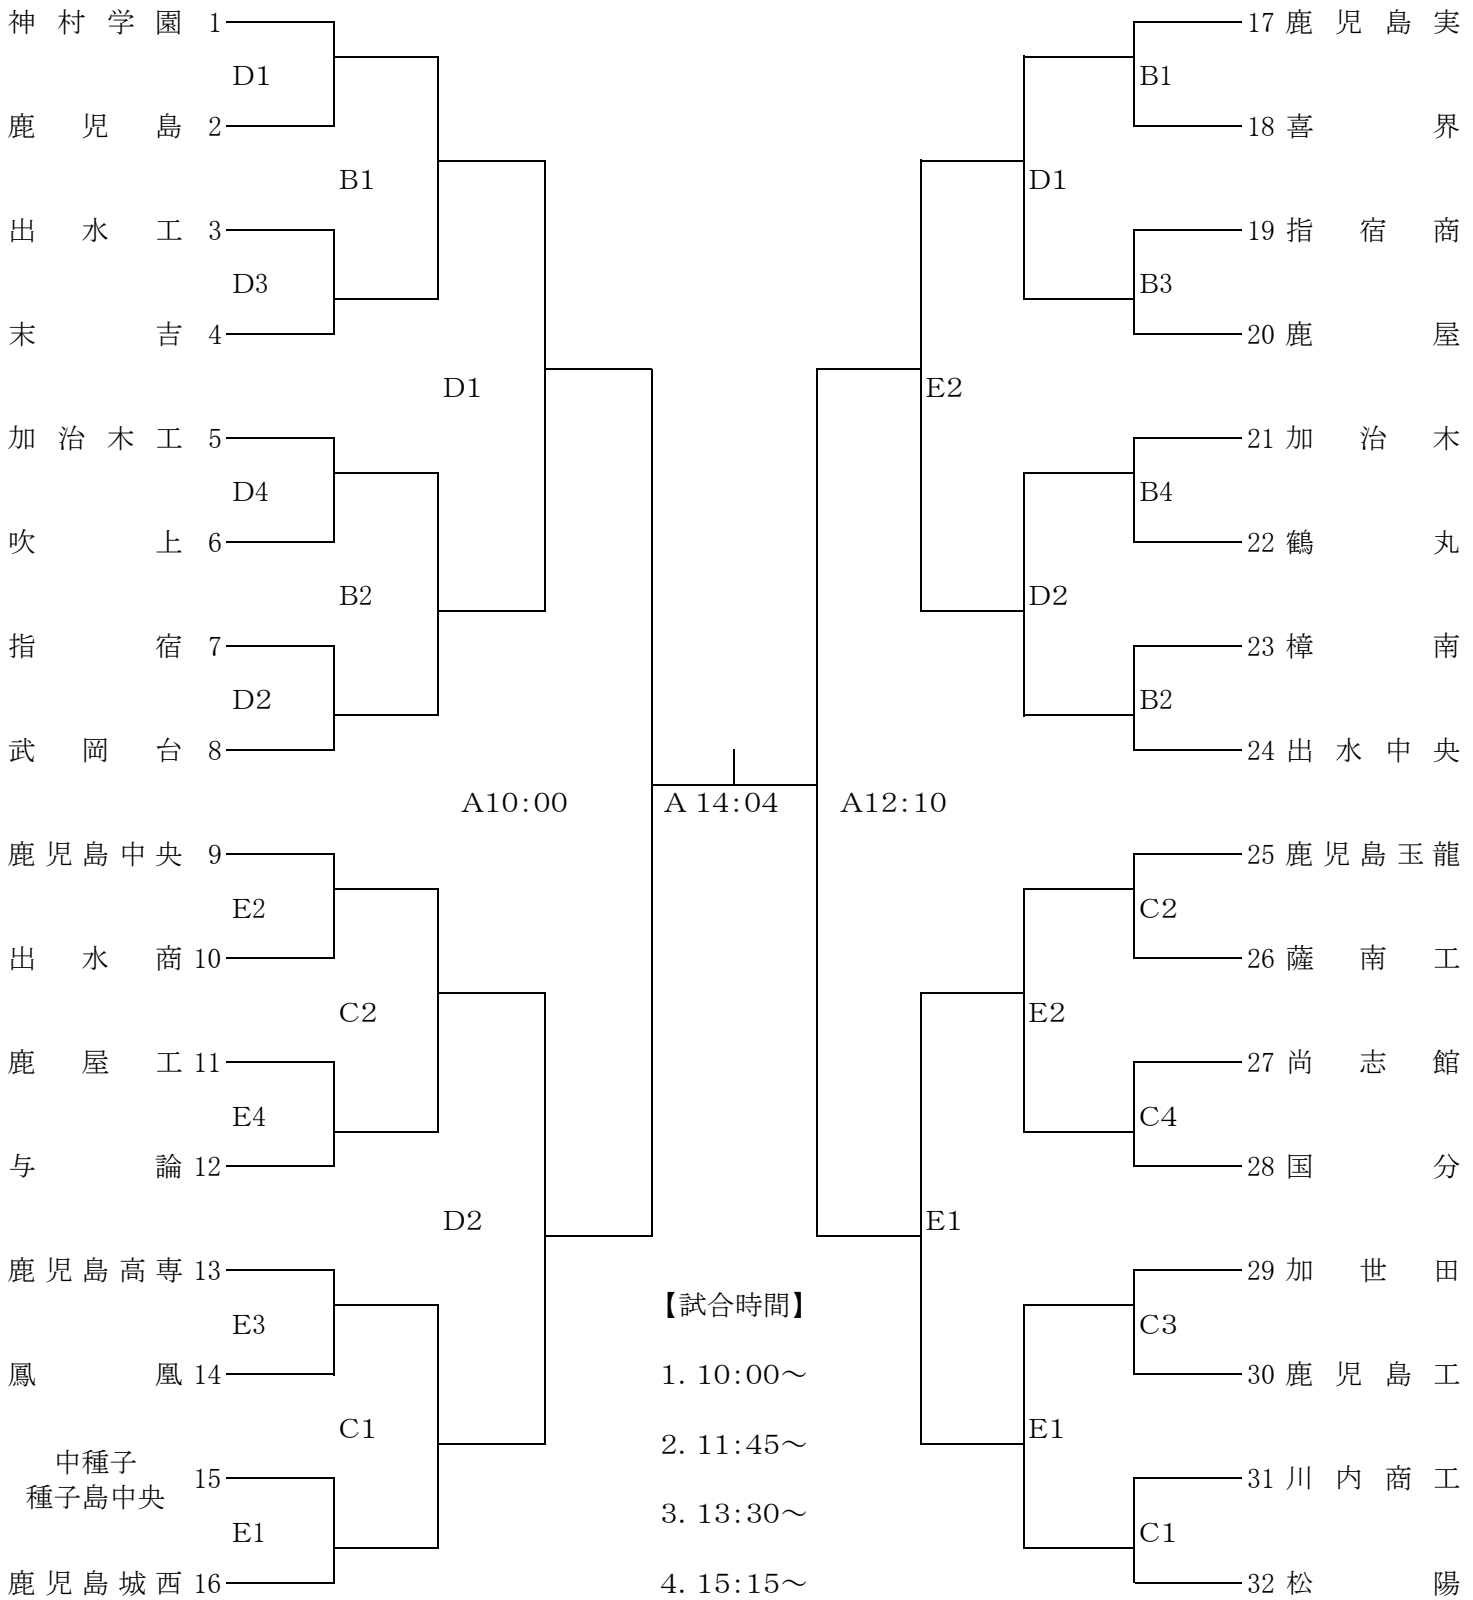 神村学園 1
D1
鹿児島 2
B1
出水工 3
D3
末吉 4
D1
加治木工 5
D4
吹上 6
B2
指宿 7
D2
武岡台 8
A10:00
鹿児島中央 9
E2
出水商 10
C2
鹿屋工 11
E4
与論 12
D2
鹿児島高専 13
E3
鳳凰 14
C1
中種子
種子島中央
15
E1
鹿児島城西 16
A 14:04
【試合時間】
1. 10:00～
2. 11:45～
3. 13:30～
4. 15:15～
17 鹿児島実
B1
18 喜界
D1
19 指宿商
B3
20 鹿屋
E2
21 加治木
B4
22 鶴丸
D2
23 樟南
B2
24 出水中央
A12:10
25 鹿児島玉龍
C2
26 薩南工
E2
27 尚志館
C4
28 国分
E1
29 加世田
C3
30 鹿児島工
E1
31 川内商工
C1
32 松陽